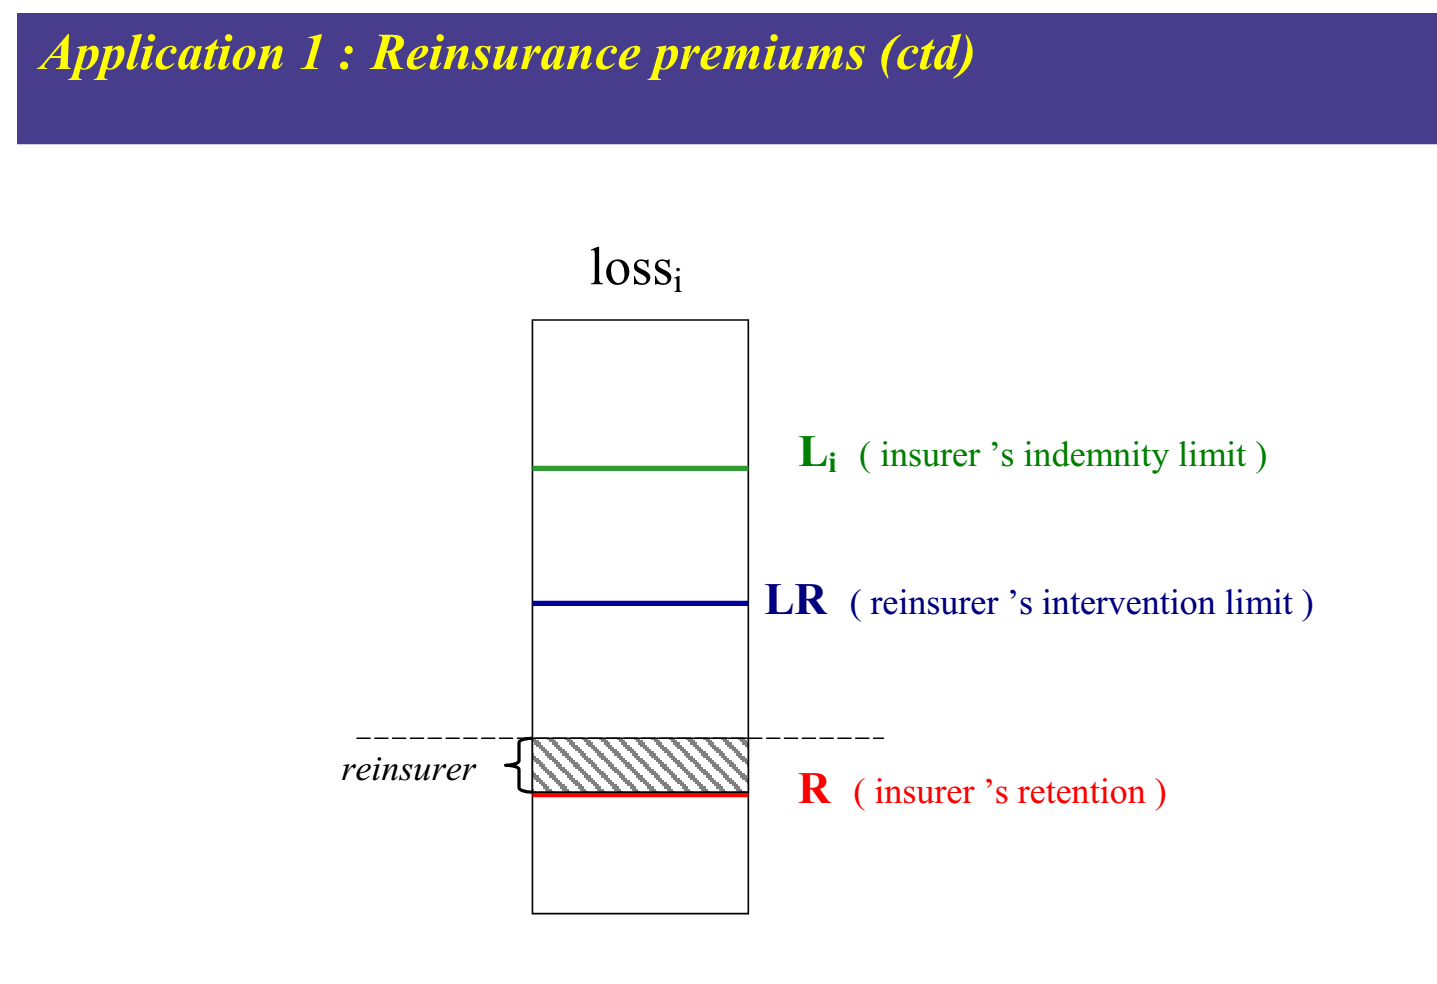 Application 1 : Reinsurance premiums (ctd)
lossi
Li ( insurer ’s indemnity limit )
LR ( reinsurer ’s intervention limit )
reinsurer
R ( insurer ’s retention )